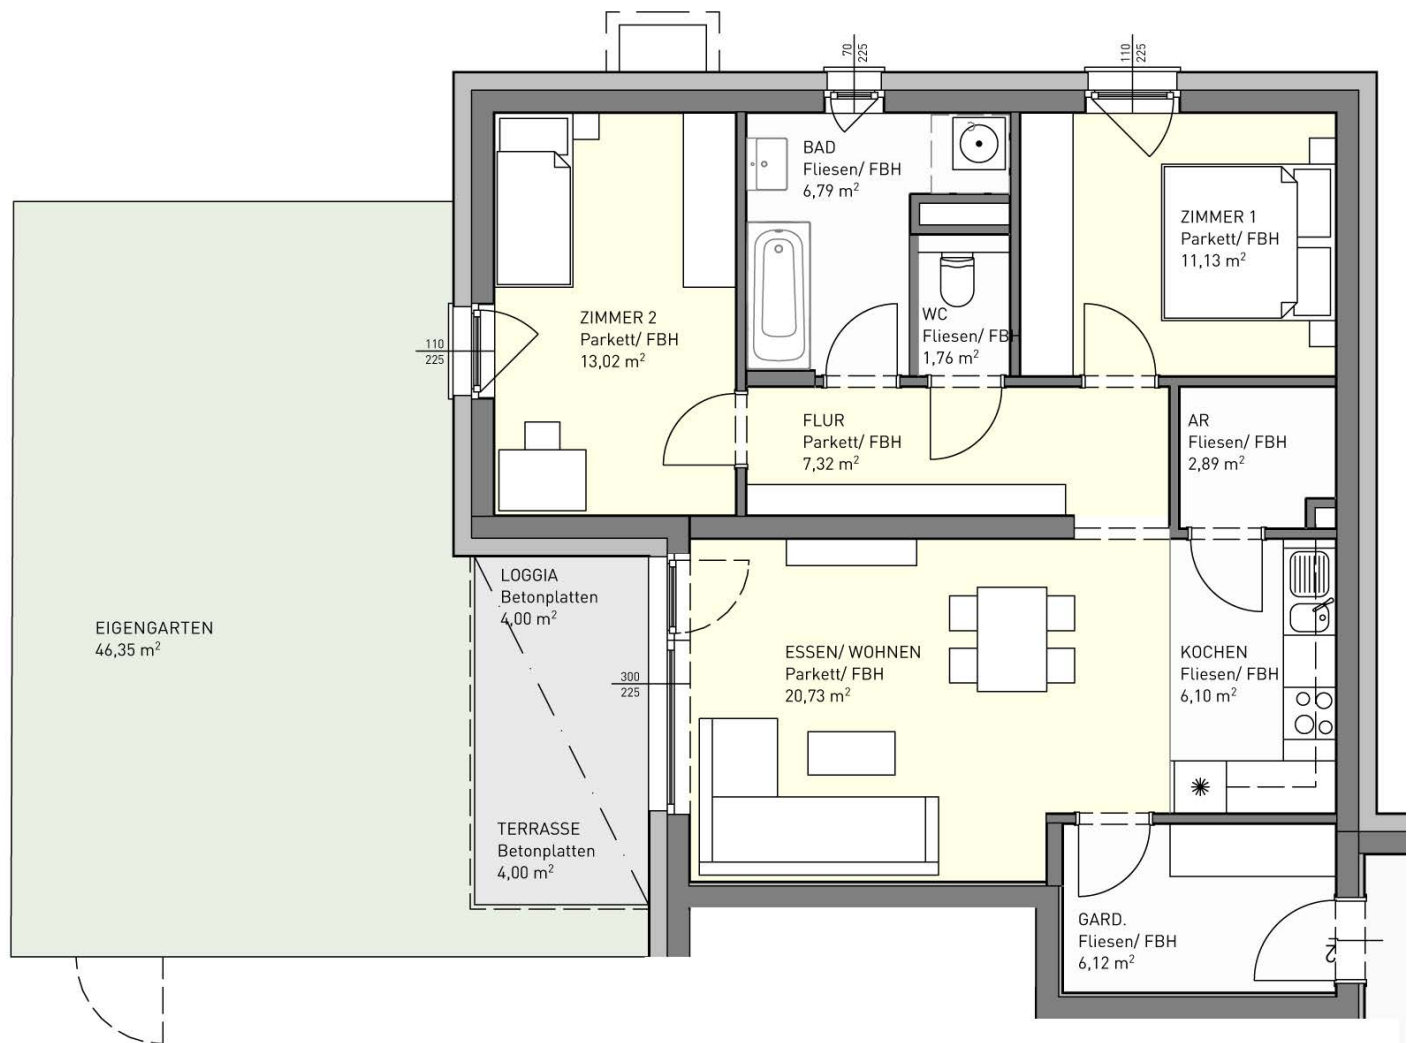 70
225
110
225
BAD
Fliesen/ FBH
6,79 m²
ZIMMER 1
Parkett/ FBH
11,13 m²
ZIMMER 2
Parkett/ FBH
13,02 m²
WC
Fliesen/ FBH
1,76 m²
110
225
FLUR
Parkett/ FBH
7,32 m²
AR
Fliesen/ FBH
2,89 m²
LOGGIA
Betonplatten
4,00 m²
EIGENGARTEN
46,35 m²
300
225
ESSEN/ WOHNEN
Parkett/ FBH
20,73 m²
KOCHEN
Fliesen/ FBH
6,10 m²
TERRASSE
Betonplatten
4,00 m²
GARD.
Fliesen/ FBH
6,12 m²